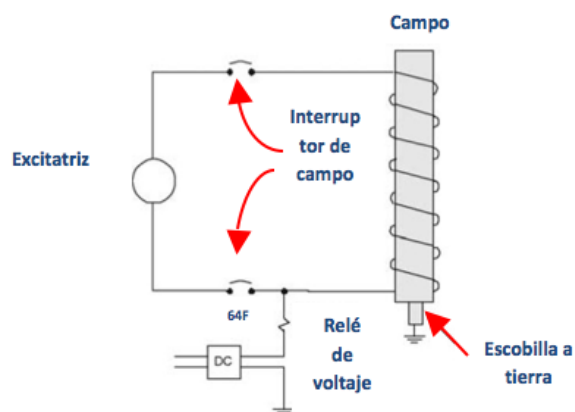 Campo
Interrup
tor de
campo
Excitatriz
64F
Relé
de
voltaje
DC
Escobilla a
tierra